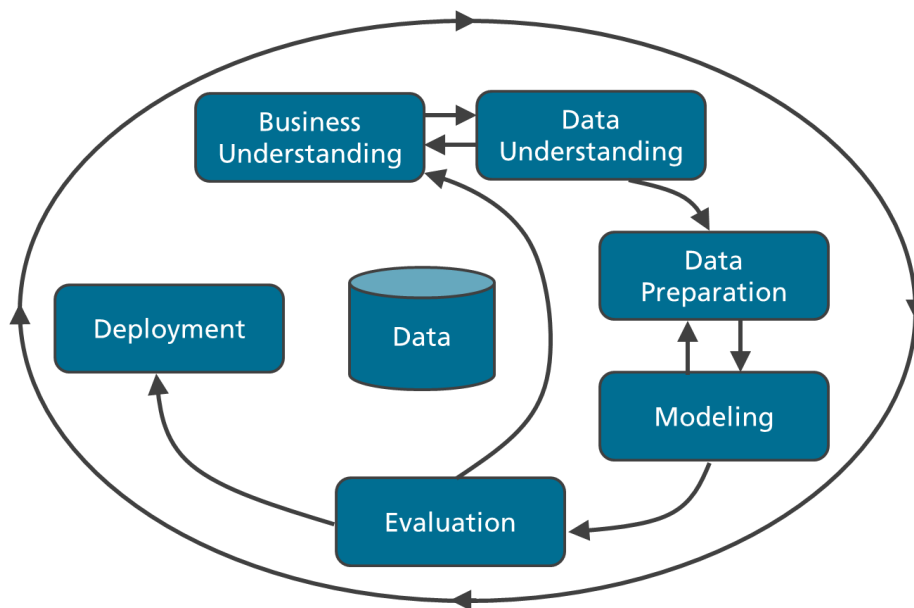 Business
Understanding
Data
Understanding
Data
Preparation
Modeling
Evaluation
Deployment
Data